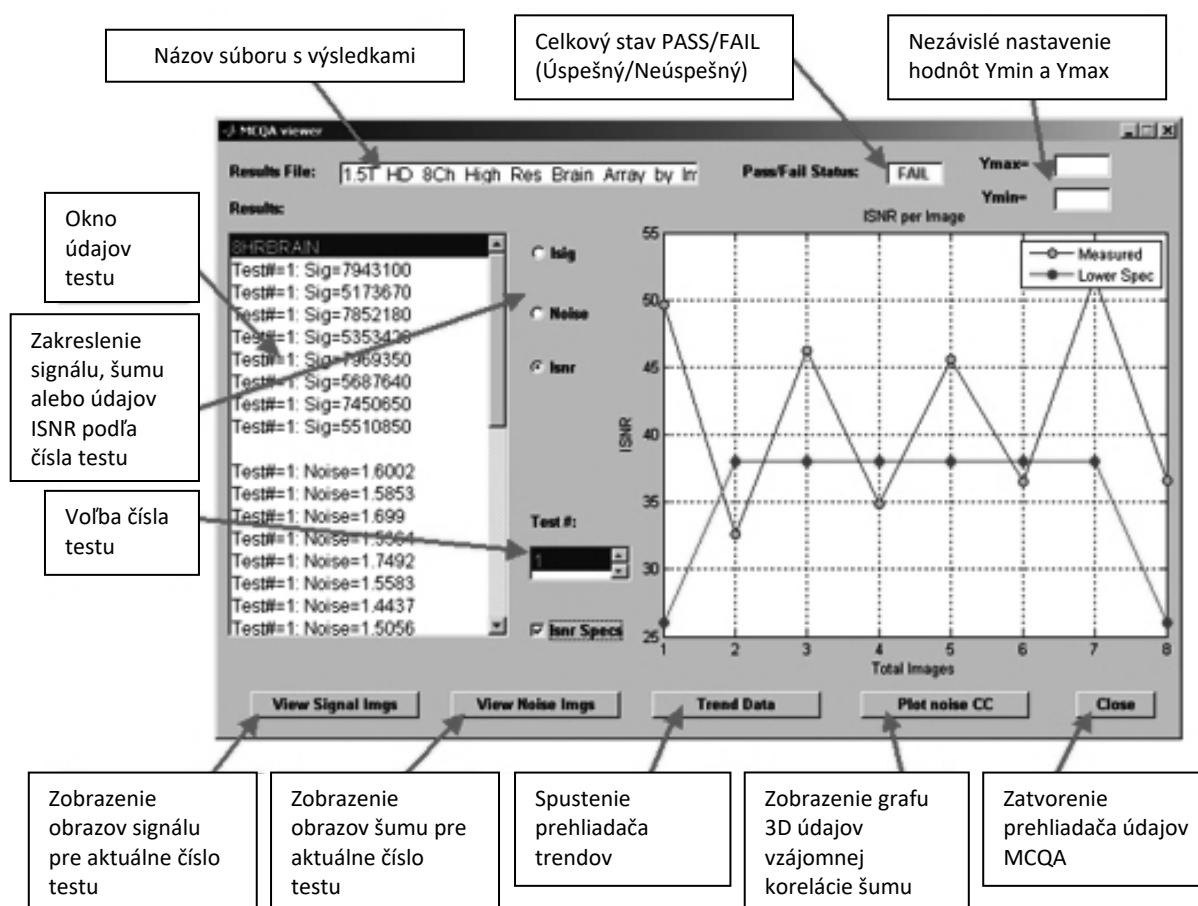 Názov súboru s výsledkami
Celkový stav PASS/FAIL
(Úspešný/Neúspešný)
Nezávislé nastavenie
hodnôt Ymin a Ymax
MCQA viewer
Results File:
1.5T HD 8Ch High Res Brain Array by Im
Pass/Fail Status:
FAIL
Ymax=
Ymin=
Results:
Okno
údajov
testu
Zakreslenie
signálu, šumu
alebo údajov
ISNR podľa
čísla testu
Voľba čísla
testu
8HRBRAIN
Test#=1: Sig=7943100
Test#=1: Sig=5173670
Test#=1: Sig=7852180
Test#=1:
Test#=1: Sig=7969350
Test#=1: Sig=5687640
Test#=1: Sig=7450650
Test#=1: Sig=5510850
Test#=1: Noise=1.6002
Test#=1: Noise=1.5853
Test#=1: Noise=1.699
Test#=1:
Test#=1: Noise=1.7492
Test#=1: Noise=1.5583
Test#=1: Noise=1.4437
Test#=1: Noise=1.5056
Isig
Noise
Isnr
Test #:
1
Isnr Specs
ISNR per Image
Measured
Lower Spec
55
50
45
40
35
30
25
ISNR
1 2 3 4 5 6 7 8
Total Images
View Signal Imgs
View Noise Imgs
Trend Data
Plot noise CC
Close
Zobrazenie
obrazov signálu
pre aktuálne číslo
testu
Zobrazenie
obrazov šumu pre
aktuálne číslo
testu
Spustenie
prehliadača
trendov
Zobrazenie grafu
3D údajov
vzájomnej
korelácie šumu
Zatvorenie
prehliadača údajov
MCQA